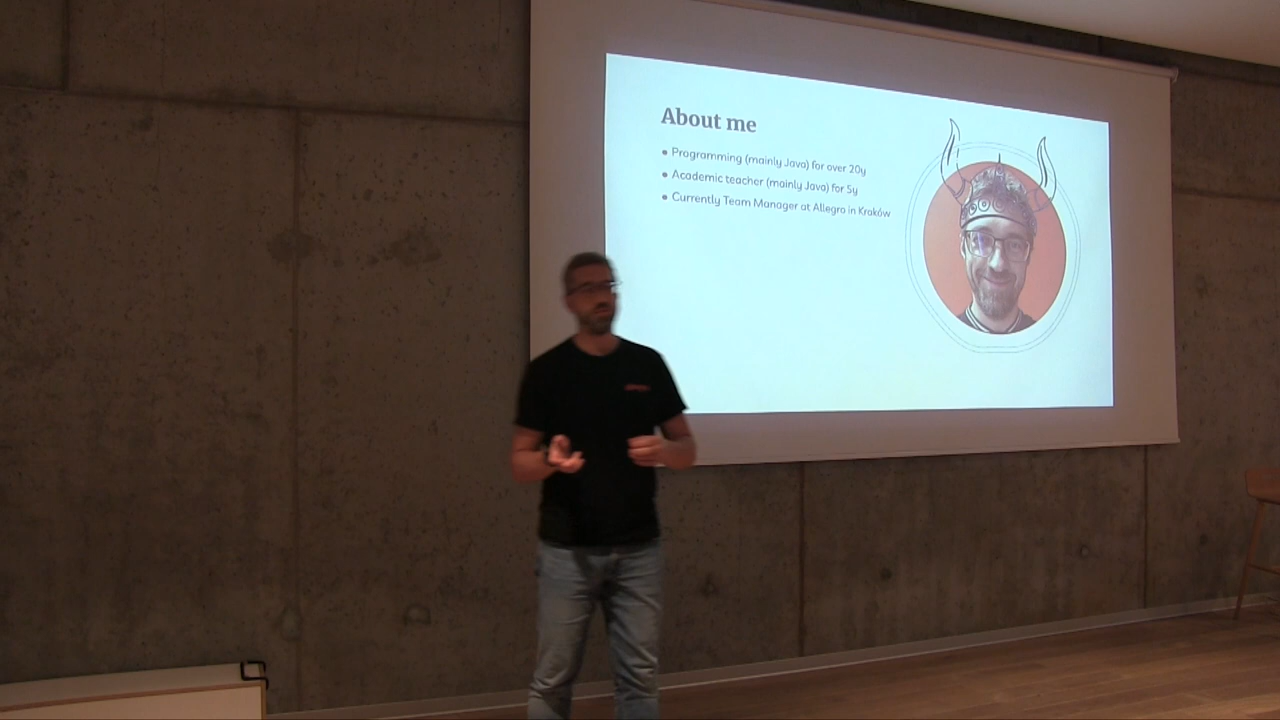 About me
• Programming (mainly Java) for over 20y
• Academic teacher (mainly Java) for 5y
• Currently Team Manager at Allegro in Kraków